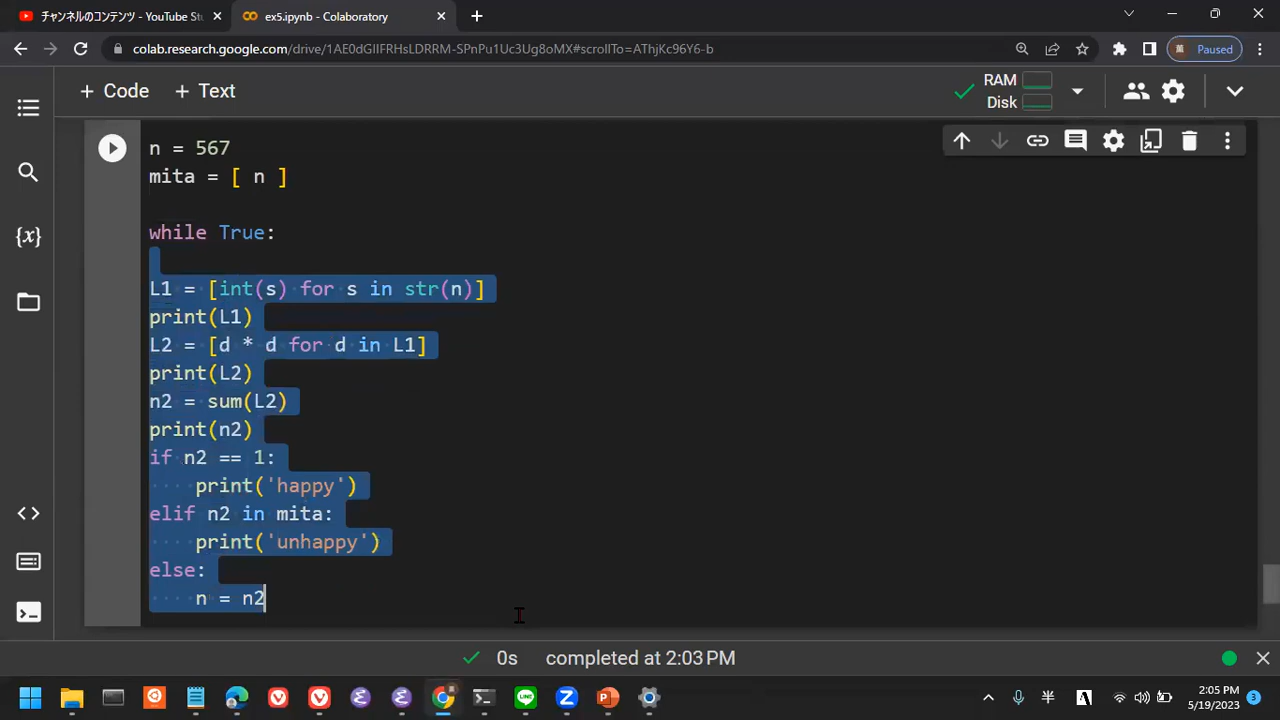 チャンネルのコンテンツ - YouTube St
ex5.ipynb - Colaboratory
colab.research.google.com/drive/1AE0dGIIFRHsLDRRM-SPnPu1Uc3Ug8oMX#scrollTo=AThjKc96Y6-b
Paused
+ Code + Text
RAM
Disk
n = 567
mita = [ n ]
while True:
L1 = [int(s) for s in str(n)]
print(L1)
L2 = [d * d for d in L1]
print(L2)
n2 = sum(L2)
print(n2)
if n2 == 1:
    print('happy')
elif n2 in mita:
    print('unhappy')
else:
    n = n2
0s completed at 2:03 PM
2:05 PM
5/19/2023